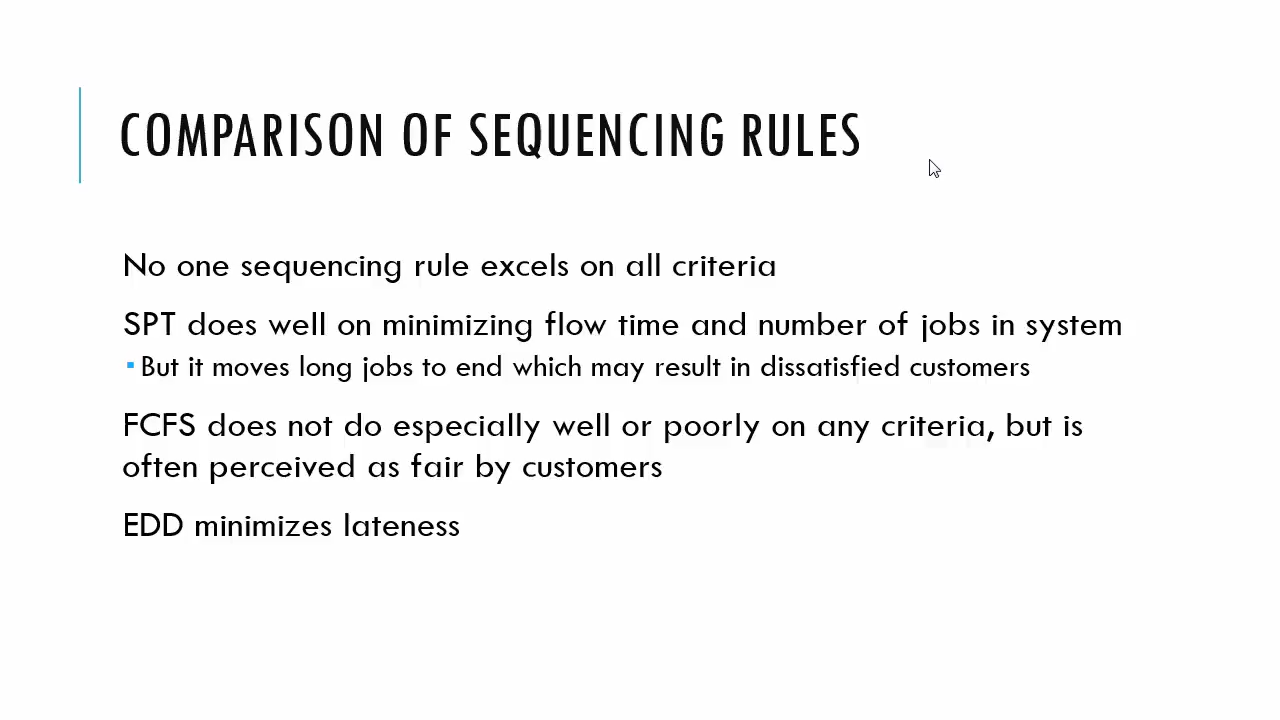 COMPARISON OF SEQUENCING RULES
No one sequencing rule excels on all criteria
SPT does well on minimizing flow time and number of jobs in system
▪ But it moves long jobs to end which may result in dissatisfied customers
FCFS does not do especially well or poorly on any criteria, but is
often perceived as fair by customers
EDD minimizes lateness